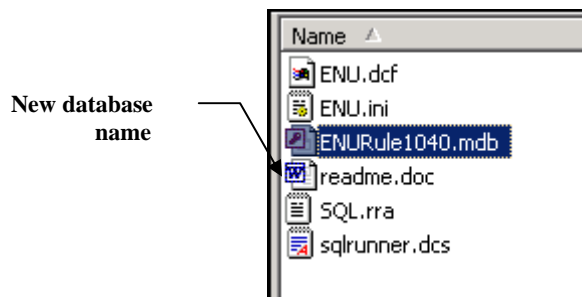 Name
New database
name
ENU.dcf
ENU.ini
ENURule1040.mdb
readme.doc
SQL.rra
sqlrunner.dcs